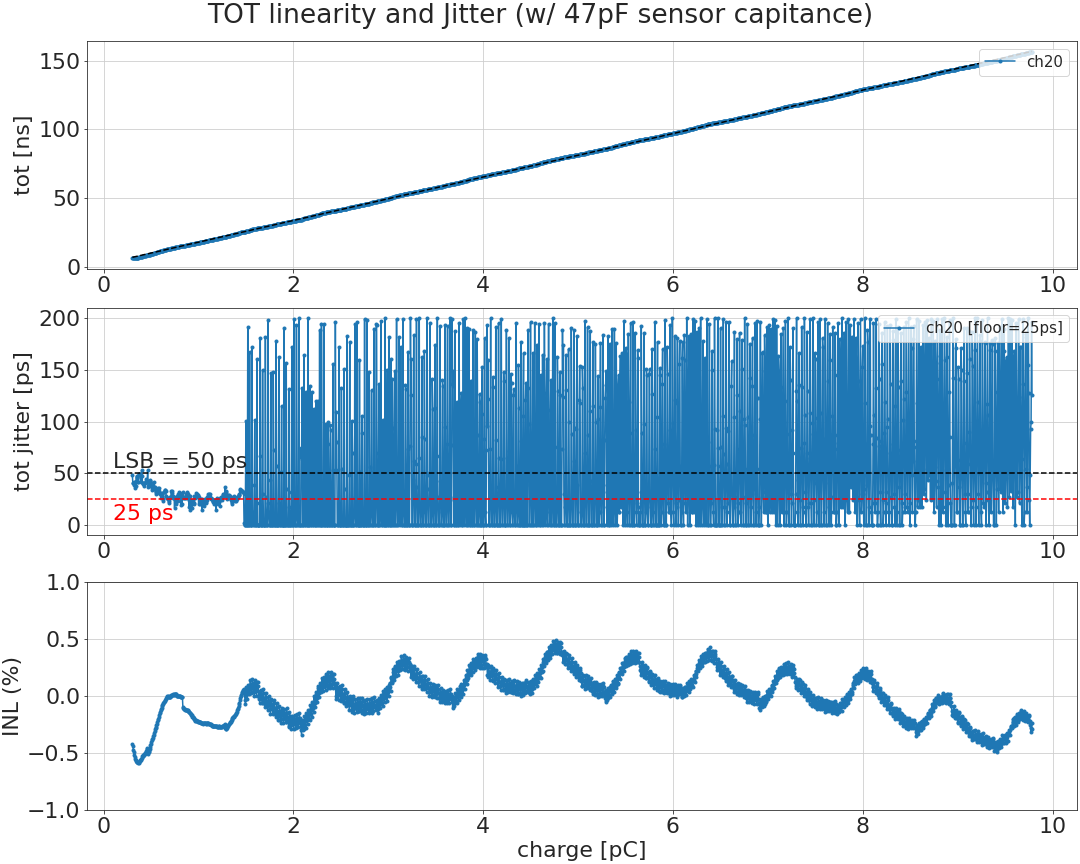 TOT linearity and Jitter (w/ 47pF sensor capitance)
150
100
50
0
tot [ns]
ch20
0 2 4 6 8 10
200
150
100
50
0
tot jitter [ps]
ch20 [floor=25ps]
LSB = 50 ps
25 ps
0 2 4 6 8 10
1.0
0.5
0.0
−0.5
−1.0
INL (%)
0 2 4 6 8 10
charge [pC]